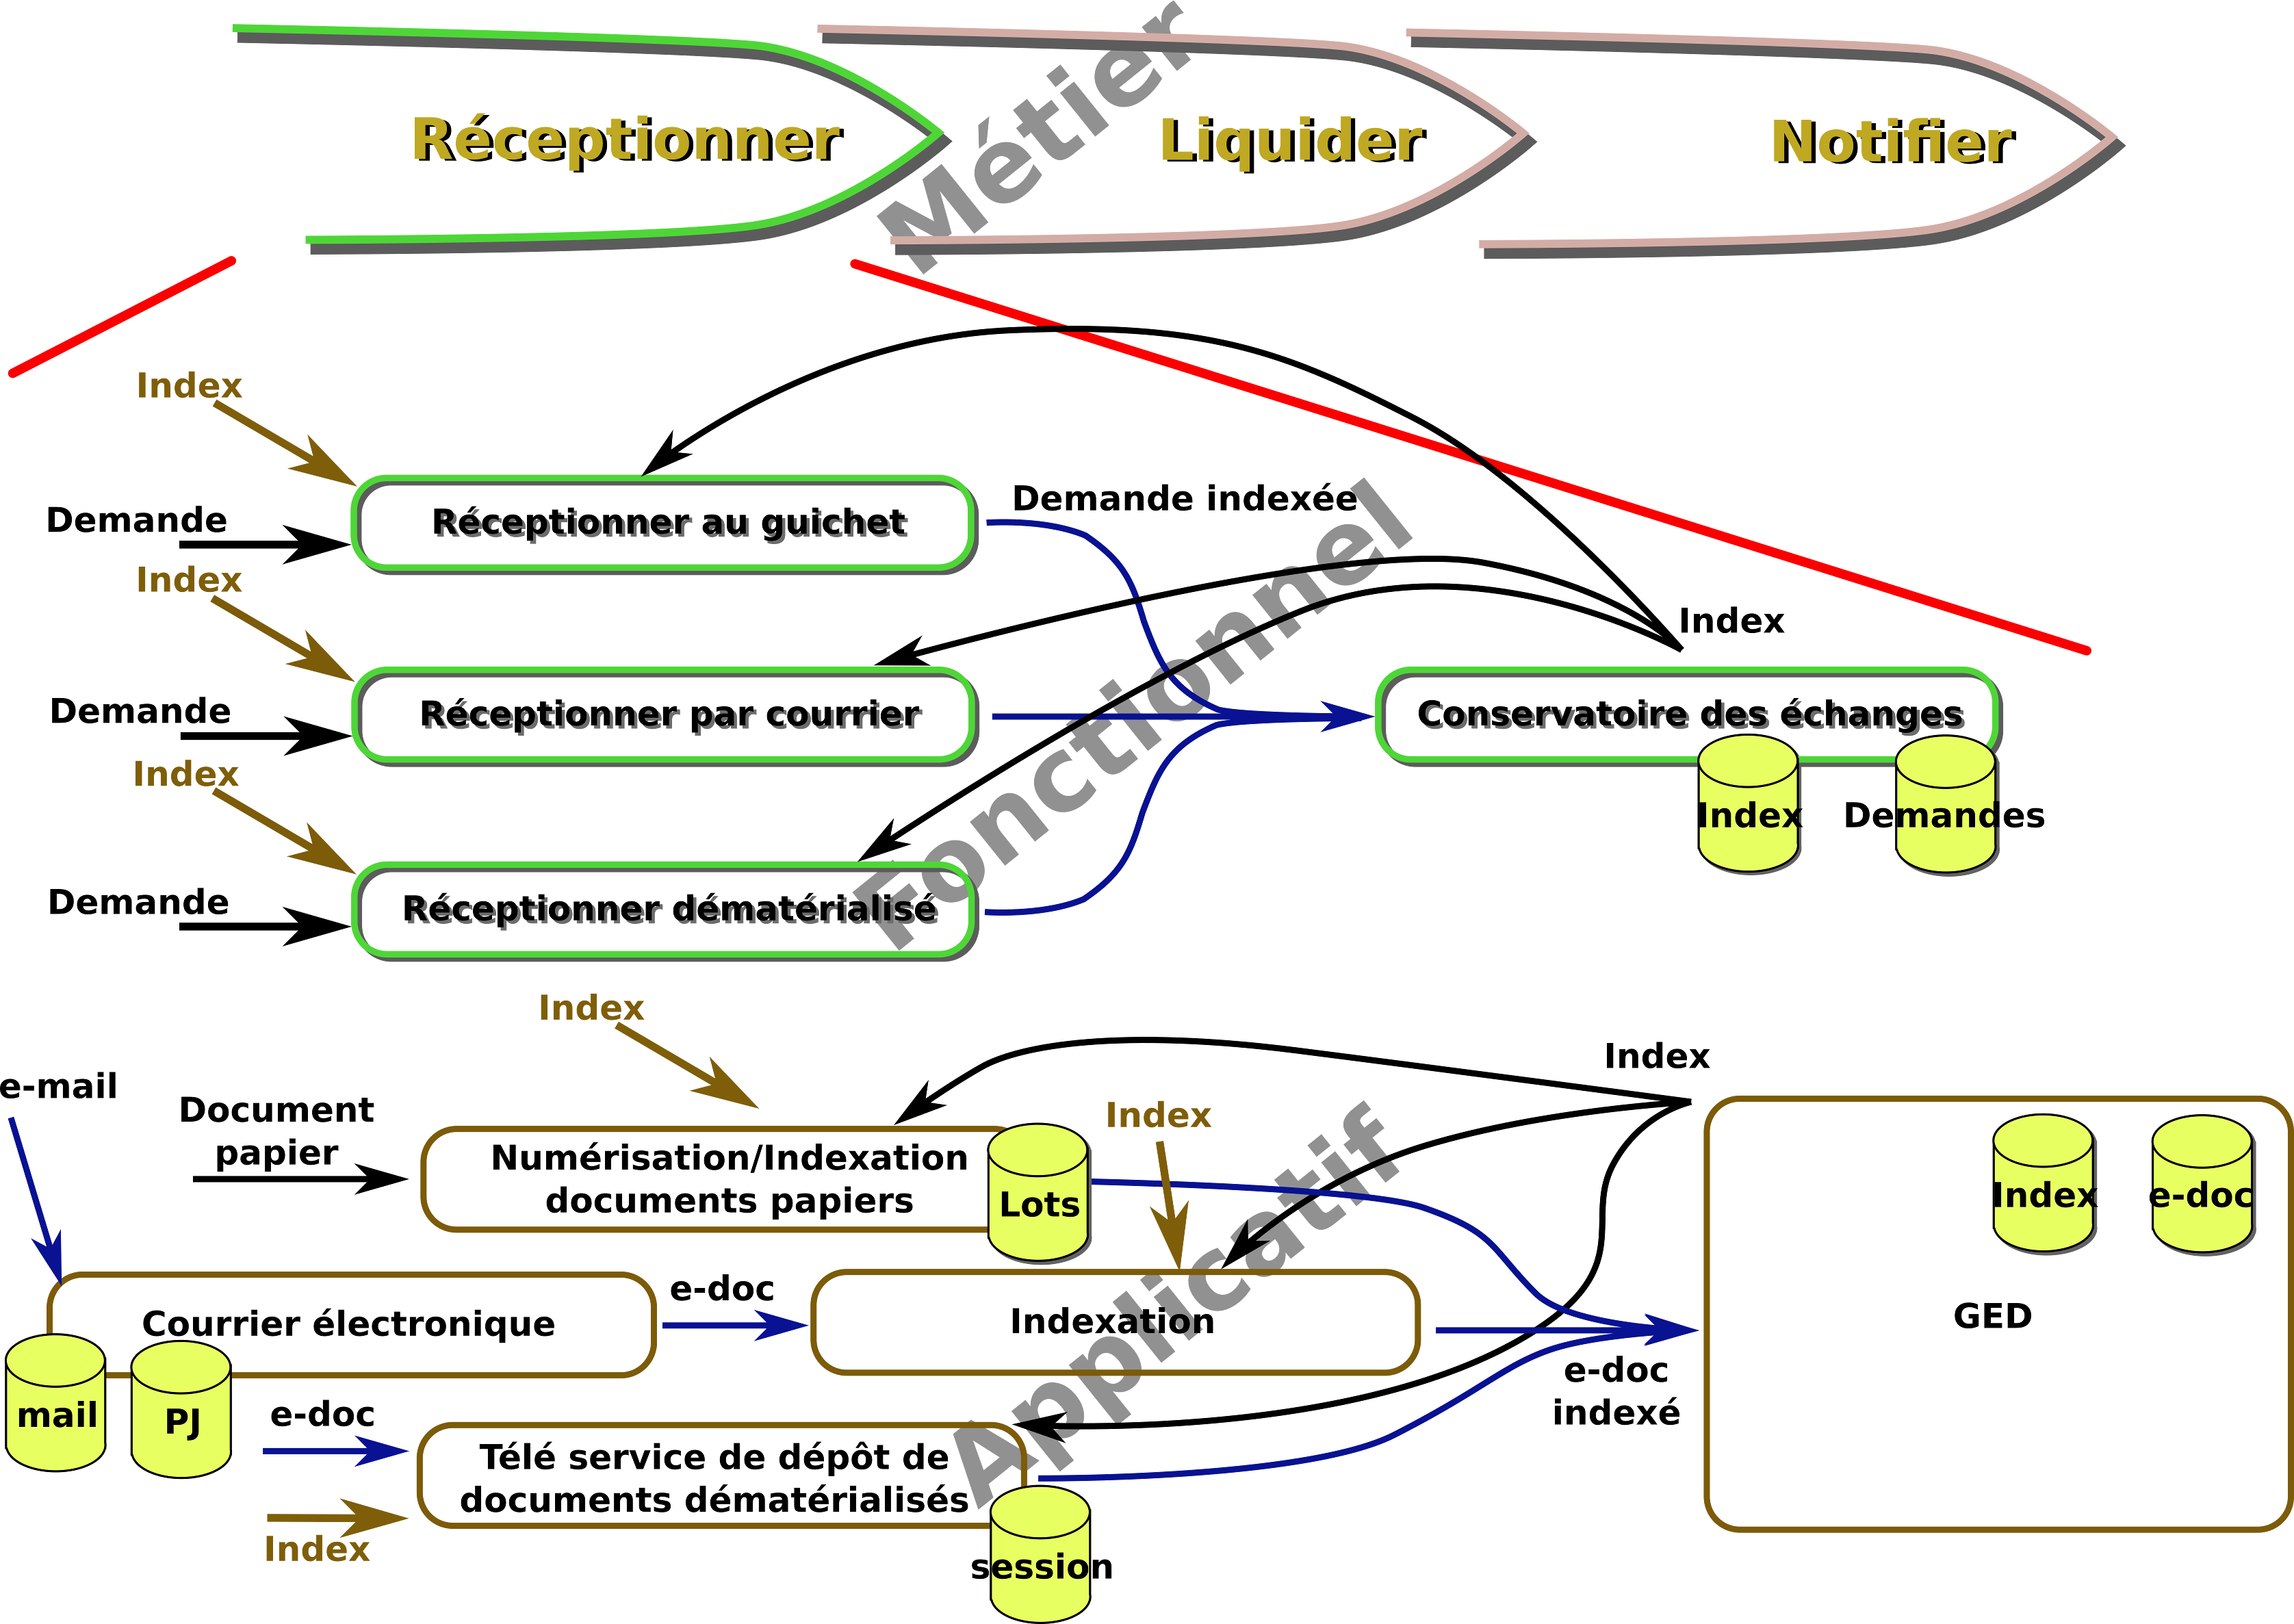 Métier
Réceptionner
Liquider
Notifier
Index
Demande
Réceptionner au guichet
Demande indexée
Index
Fonctionnel
Index
Demande
Réceptionner par courrier
Conservatoire des échanges
Index
Demandes
Index
Demande
Réceptionner dématérialisé
Index
Index
e-mail
Document
papier
Numérisation/Indexation
documents papiers
Lots
Index
Applicatif
Index
e-doc
Courrier électronique
e-doc
Indexation
GED
mail
PJ
e-doc
e-doc
indexé
Télé service de dépôt de
documents dématérialisés
Index
session